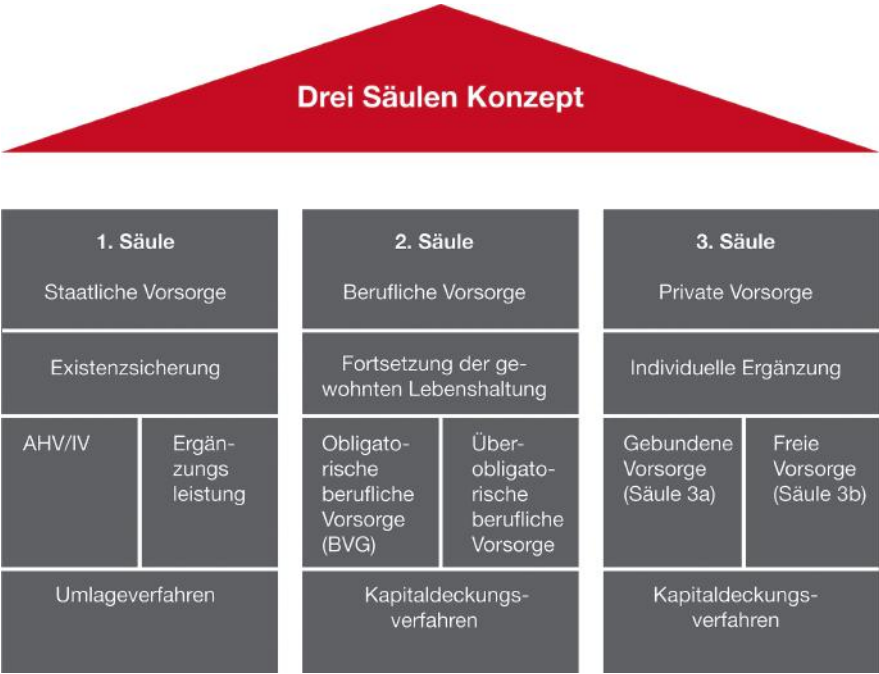 Drei Säulen Konzept
1. Säule
Staatliche Vorsorge
Existenzsicherung
AHV/IV
Ergän-
zungs
leistung
Umlageverfahren
2. Säule
Berufliche Vorsorge
Fortsetzung der ge-
wohnten Lebenshaltung
Obligato-
rische
berufliche
Vorsorge
(BVG)
Über-
obligato-
rische
berufliche
Vorsorge
Kapitaldeckungs-
verfahren
3. Säule
Private Vorsorge
Individuelle Ergänzung
Gebundene
Vorsorge
(Säule 3a)
Freie
Vorsorge
(Säule 3b)
Kapitaldeckungs-
verfahren